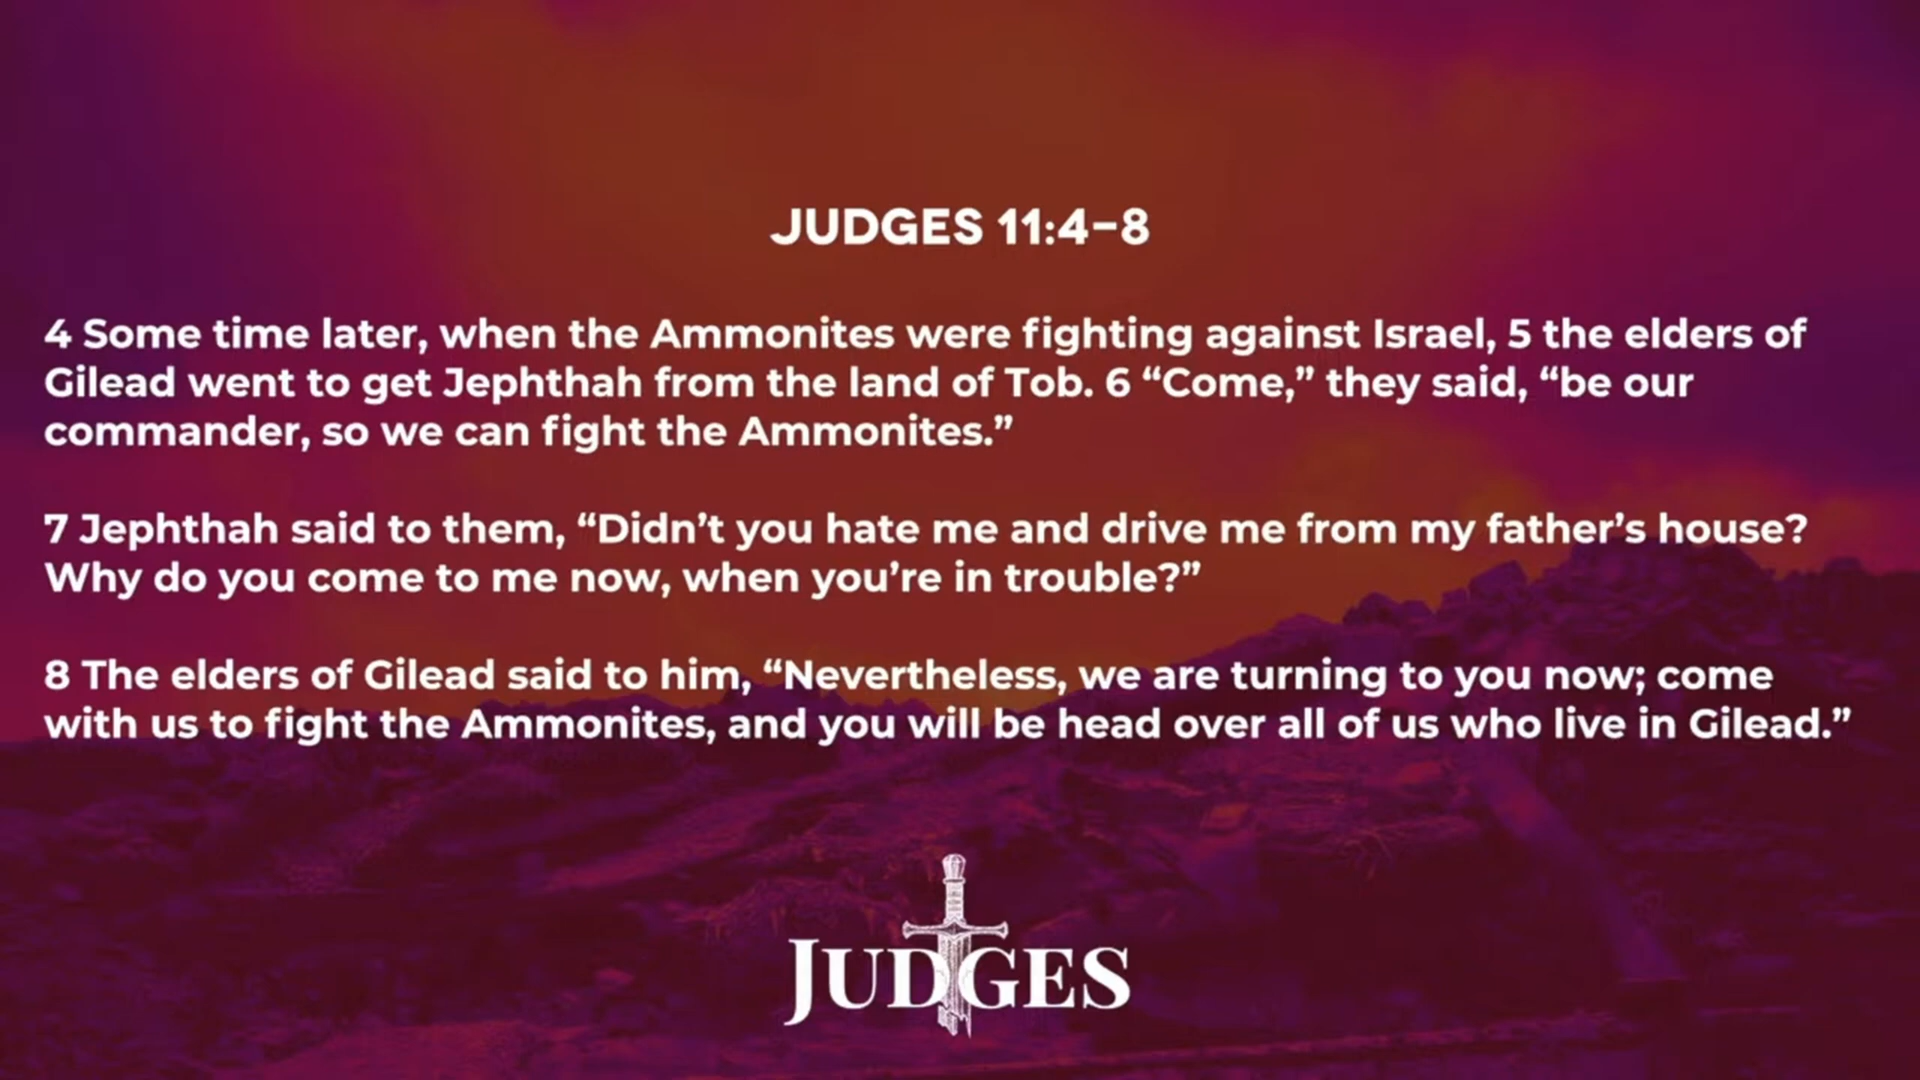 JUDGES 11:4–8
4 Some time later, when the Ammonites were fighting against Israel, 5 the elders of
Gilead went to get Jephthah from the land of Tob. 6 “Come,” they said, “be our
commander, so we can fight the Ammonites.”
7 Jephthah said to them, “Didn’t you hate me and drive me from my father’s house?
Why do you come to me now, when you’re in trouble?”
8 The elders of Gilead said to him, “Nevertheless, we are turning to you now; come
with us to fight the Ammonites, and you will be head over all of us who live in Gilead.”
JUDGES